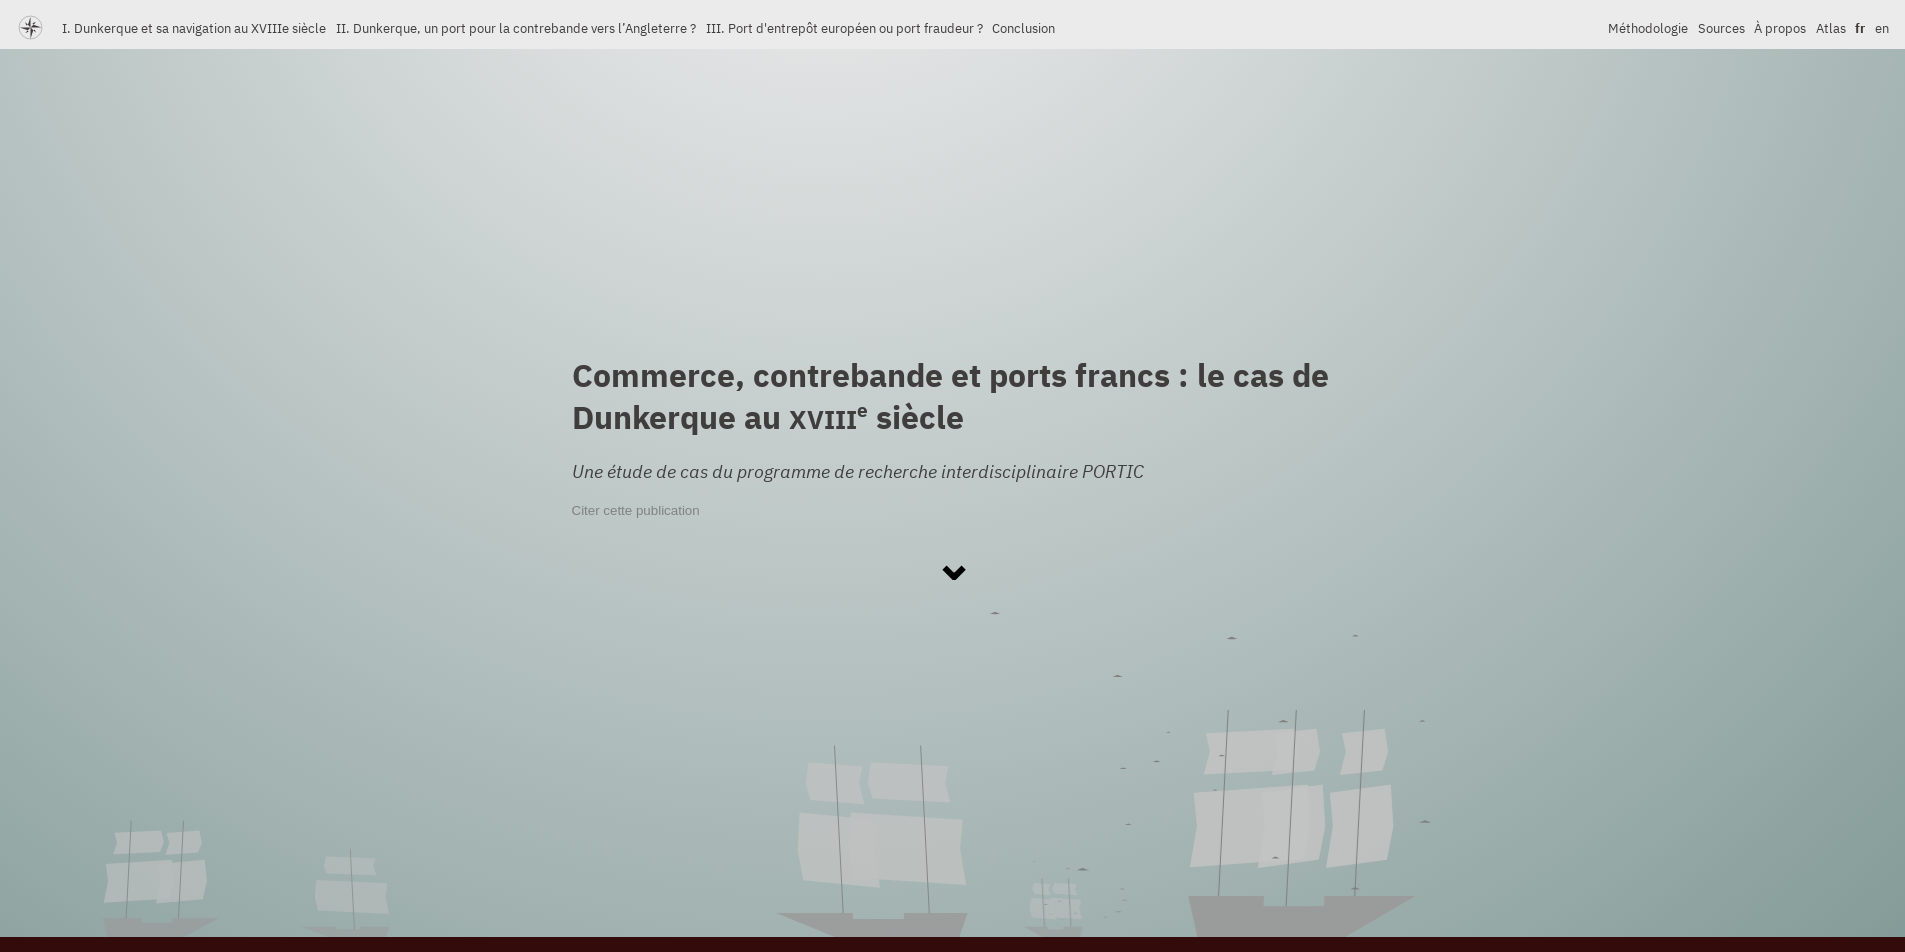 I. Dunkerque et sa navigation au XVIIIe siècle II. Dunkerque, un port pour la contrebande vers l’Angleterre ? III. Port d'entrepôt européen ou port fraudeur ? Conclusion Méthodologie Sources À propos Atlas fr en
Commerce, contrebande et ports francs : le cas de
Dunkerque au XVIIIe siècle
Une étude de cas du programme de recherche interdisciplinaire PORTIC
Citer cette publication